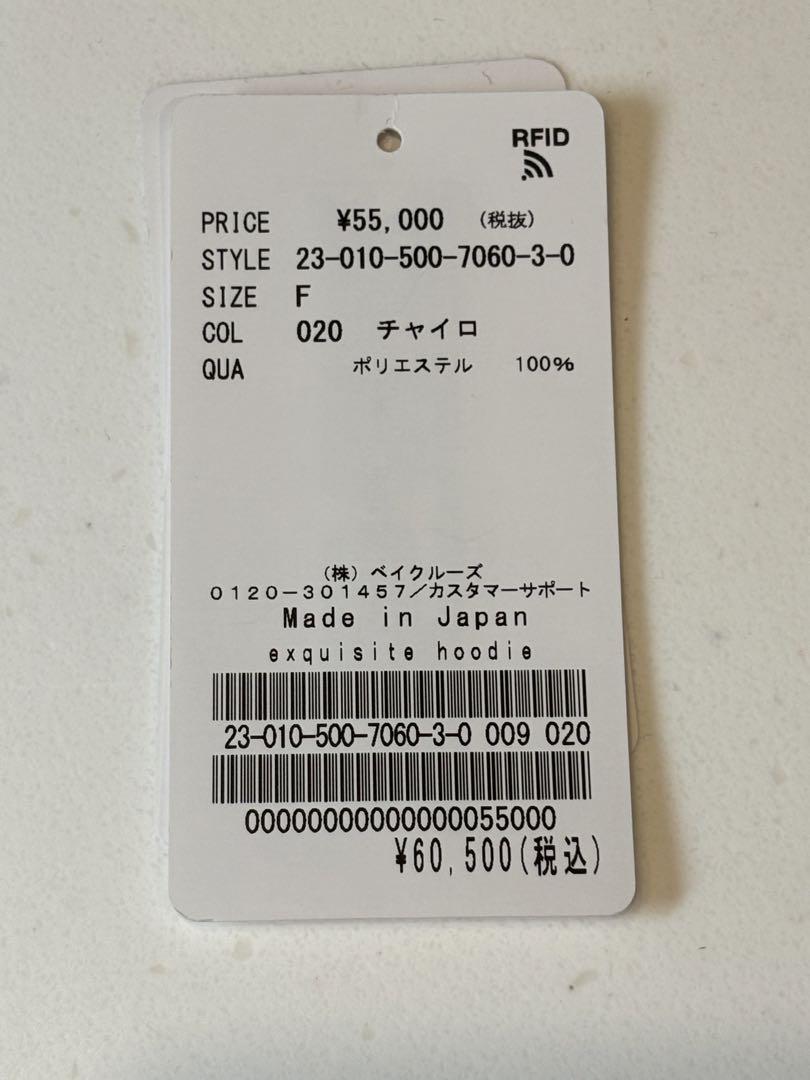 RFID
PRICE ¥55,000 (税抜)
STYLE 23-010-500-7060-3-0
SIZE F
COL 020 チャイロ
QUA ポリエステル 100%
(株)ベイクルーズ
0120-301457/カスタマーサポート
Made in Japan
exquisite hoodie
23-010-500-7060-3-0 009 020
00000000000000055000
¥60,500(税込)